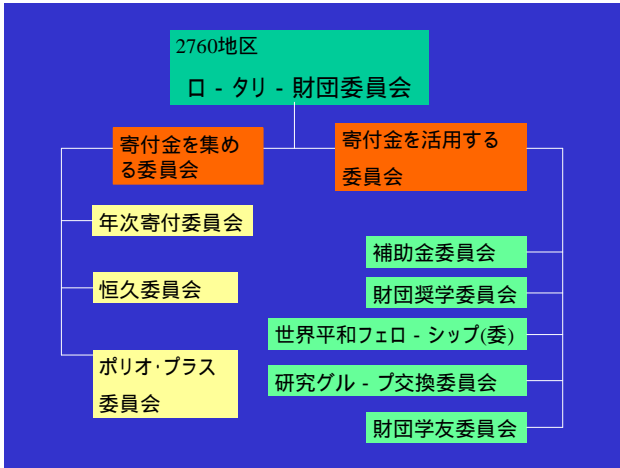 2760地区
ロ - タリ - 財団委員会
寄付金を集め
る委員会
寄付金を活用する
委員会
年次寄付委員会
恒久委員会
ポリオ・プラス
委員会
補助金委員会
財団奨学委員会
世界平和フェロ - シップ(委)
研究グル - プ交換委員会
財団学友委員会